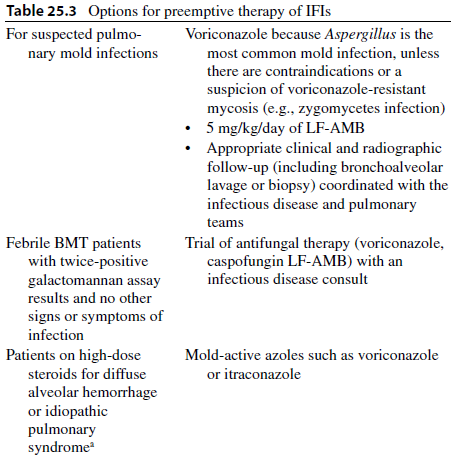 Table 25.3 Options for preemptive therapy of IFIs
For suspected pulmo-
nary mold infections
Voriconazole because Aspergillus is the
most common mold infection, unless
there are contraindications or a
suspicion of voriconazole-resistant
mycosis (e.g., zygomycetes infection)
• 5 mg/kg/day of LF-AMB
• Appropriate clinical and radiographic
follow-up (including bronchoalveolar
lavage or biopsy) coordinated with the
infectious disease and pulmonary
teams
Febrile BMT patients
with twice-positive
galactomannan assay
results and no other
signs or symptoms of
infection
Trial of antifungal therapy (voriconazole,
caspofungin LF-AMB) with an
infectious disease consult
Patients on high-dose
steroids for diffuse
alveolar hemorrhage
or idiopathic
pulmonary
syndromeᵃ
Mold-active azoles such as voriconazole
or itraconazole